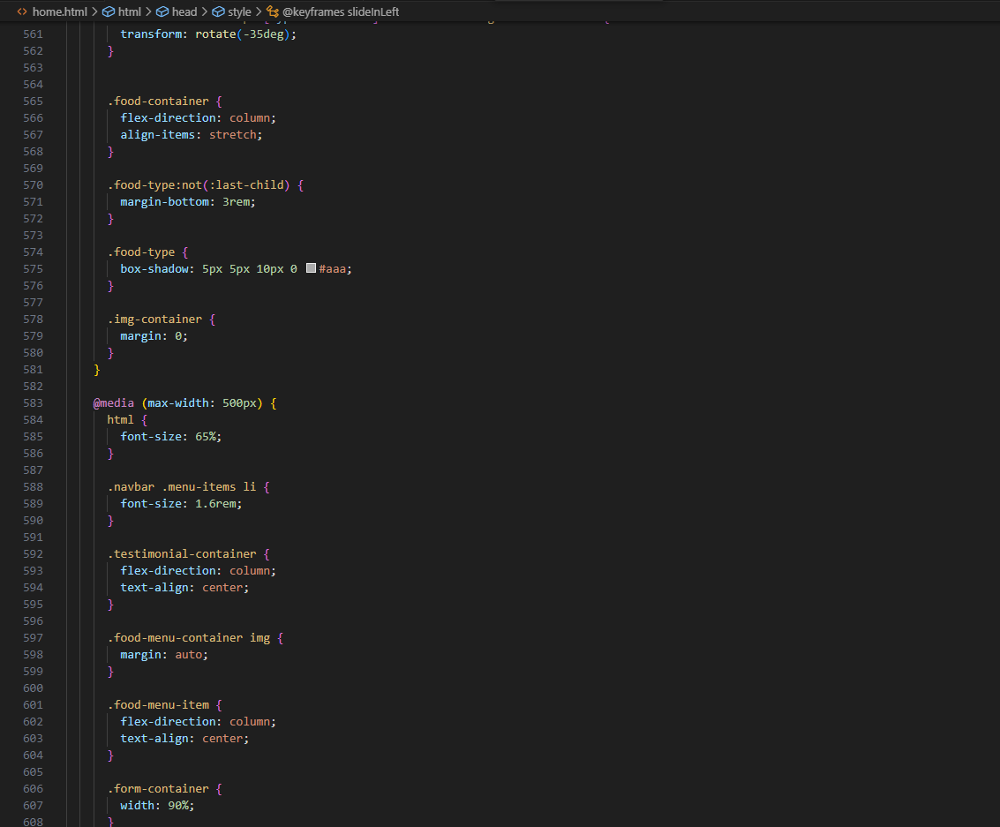 home.html > html > head > style > @keyframes slideInLeft
561 transform: rotate(-35deg);
562 }
563
564
565 .food-container {
566 flex-direction: column;
567 align-items: stretch;
568 }
569
570 .food-type:not(:last-child) {
571 margin-bottom: 3rem;
572 }
573
574 .food-type {
575 box-shadow: 5px 5px 10px 0 #aaa;
576 }
577
578 .img-container {
579 margin: 0;
580 }
581 }
582
583 @media (max-width: 500px) {
584 html {
585 font-size: 65%;
586 }
587
588 .navbar .menu-items li {
589 font-size: 1.6rem;
590 }
591
592 .testimonial-container {
593 flex-direction: column;
594 text-align: center;
595 }
596
597 .food-menu-container img {
598 margin: auto;
599 }
600
601 .food-menu-item {
602 flex-direction: column;
603 text-align: center;
604 }
605
606 .form-container {
607 width: 90%;
608 }